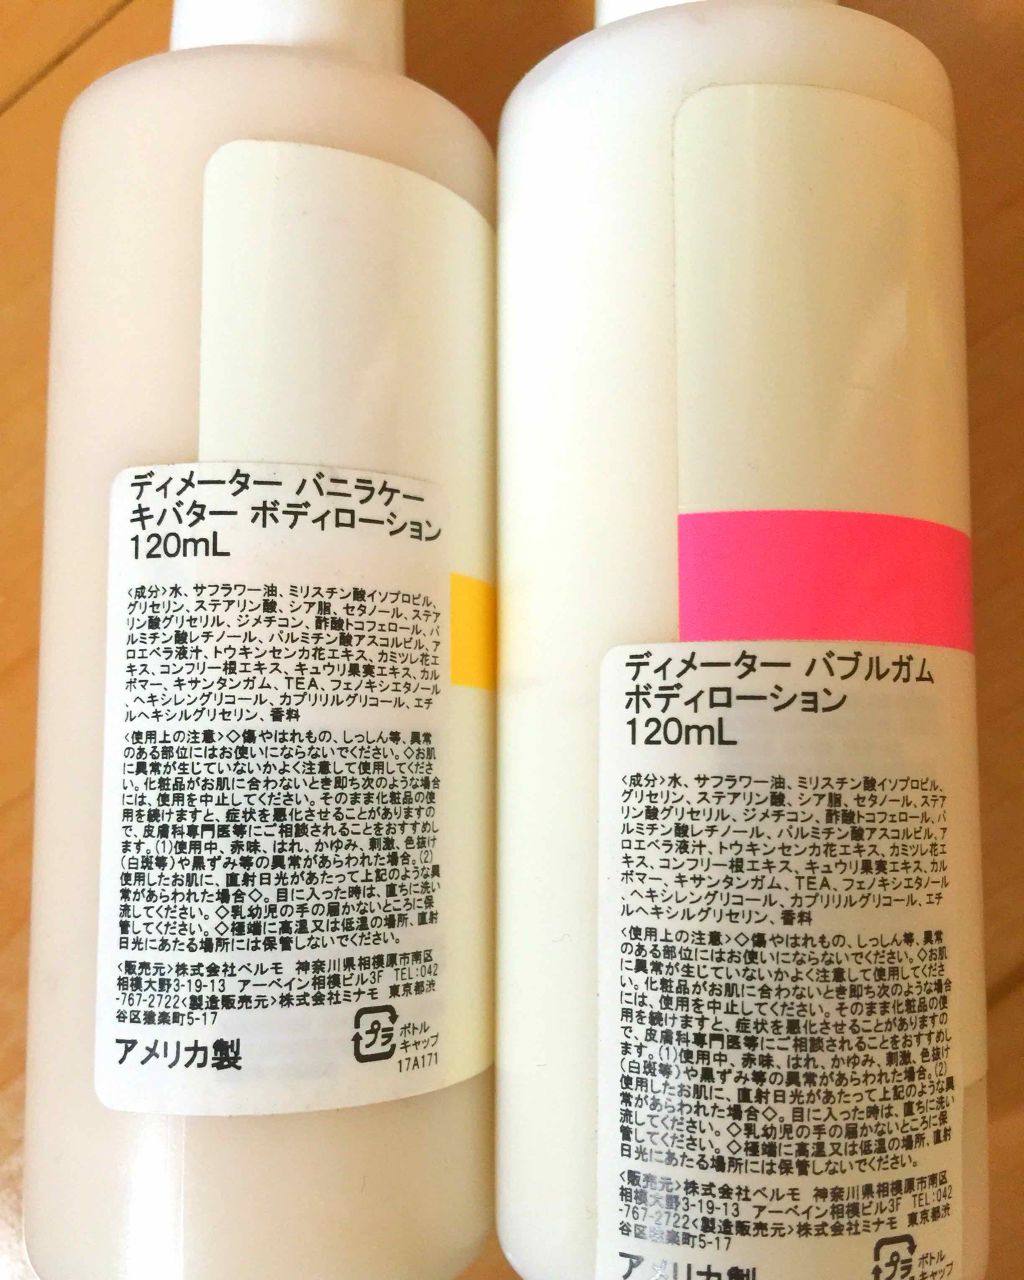 ディメーター バニラケー
キバター ボディローション
120mL
<成分>水、サフラワー油、ミリスチン酸イソプロピル、
グリセリン、ステアリン酸、シア脂、セタノール、ステア
リン酸グリセリル、ジメチコン、酢酸トコフェロール、パ
ルミチン酸レチノール、パルミチン酸アスコルビル、ア
ロエベラ液汁、トウキンセンカ花エキス、カミツレ花エ
キス、コンフリー根エキス、キュウリ果実エキス、カル
ボマー、キサンタンガム、TEA、フェノキシエタノール
、ヘキシレングリコール、カプリリルグリコール、エチ
ルヘキシルグリセリン、香料
<使用上の注意>◇傷やはれもの、しっしん等、異常
のある部位にはお使いにならないでください。◇お肌
に異常が生じていないかよく注意して使用してくださ
い。化粧品がお肌に合わないとき即ち次のような場合
には、使用を中止してください。そのまま化粧品の使
用を続けますと、症状を悪化させることがありますの
で、皮膚科専門医等にご相談されることをおすすめし
ます。(1)使用中、赤味、はれ、かゆみ、刺激、色抜け
(白斑等)や黒ずみ等の異常があらわれた場合。(2)
使用したお肌に、直射日光があたって上記のような異
常があらわれた場合◇。目に入った時は、直ちに洗い
流してください。◇乳幼児の手の届かないところに保
管してください。◇極端に高温又は低温の場所、直射
日光にあたる場所には保管しないでください。
<販売元>株式会社ベルモ 神奈川県相模原市南区
相模大野3-19-13 アーベイン相模ビル3F TEL:042
-767-2722<製造販売元>株式会社ミナモ 東京都渋
谷区猿楽町5-17
アメリカ製
プラ
ボトル
キャップ
17A171
ディメーター バブルガム
ボディローション
120mL
<成分>水、サフラワー油、ミリスチン酸イソプロピル、
グリセリン、ステアリン酸、シア脂、セタノール、ステア
リン酸グリセリル、ジメチコン、酢酸トコフェロール、パ
ルミチン酸レチノール、パルミチン酸アスコルビル、ア
ロエベラ液汁、トウキンセンカ花エキス、カミツレ花エ
キス、コンフリー根エキス、キュウリ果実エキス、カル
ボマー、キサンタンガム、TEA、フェノキシエタノール
、ヘキシレングリコール、カプリリルグリコール、エチ
ルヘキシルグリセリン、香料
<使用上の注意>◇傷やはれもの、しっしん等、異常
のある部位にはお使いにならないでください。◇お肌
に異常が生じていないかよく注意して使用してくださ
い。化粧品がお肌に合わないとき即ち次のような場合
には、使用を中止してください。そのまま化粧品の使
用を続けますと、症状を悪化させることがありますの
で、皮膚科専門医等にご相談されることをおすすめし
ます。(1)使用中、赤味、はれ、かゆみ、刺激、色抜け
(白斑等)や黒ずみ等の異常があらわれた場合。(2)
使用したお肌に、直射日光があたって上記のような異
常があらわれた場合◇。目に入った時は、直ちに洗い
流してください。◇乳幼児の手の届かないところに保
管してください。◇極端に高温又は低温の場所、直射
日光にあたる場所には保管しないでください。
<販売元>株式会社ベルモ 神奈川県相模原市南区
相模大野3-19-13 アーベイン相模ビル3F TEL:042
-767-2722<製造販売元>株式会社ミナモ 東京都渋
谷区猿楽町5-17
アメリカ製
プラ
ボトル
キャップ